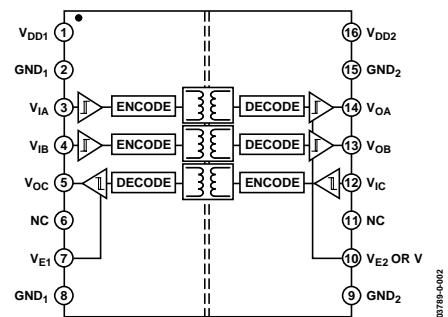 VDD1 1 16 VDD2
GND1 2 15 GND2
VIA 3 ENCODE DECODE 14 VOA
VIB 4 ENCODE DECODE 13 VOB
VOC 5 DECODE ENCODE 12 VIC
NC 6 11 NC
VE1 7 10 VE2 OR V
GND1 8 9 GND2
03789-0-002